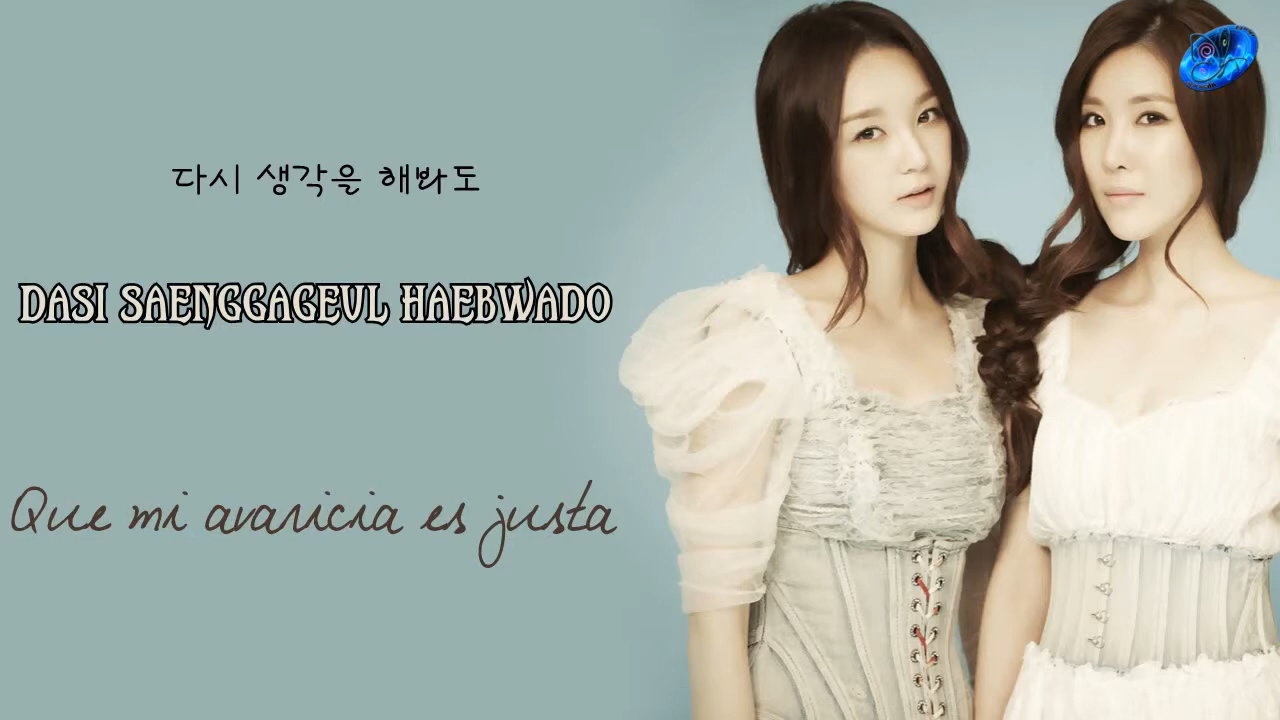 다시 생각을 해봐도
DASI SAENGGAGEUL HAEBWADO
Que mi avaricia es justa